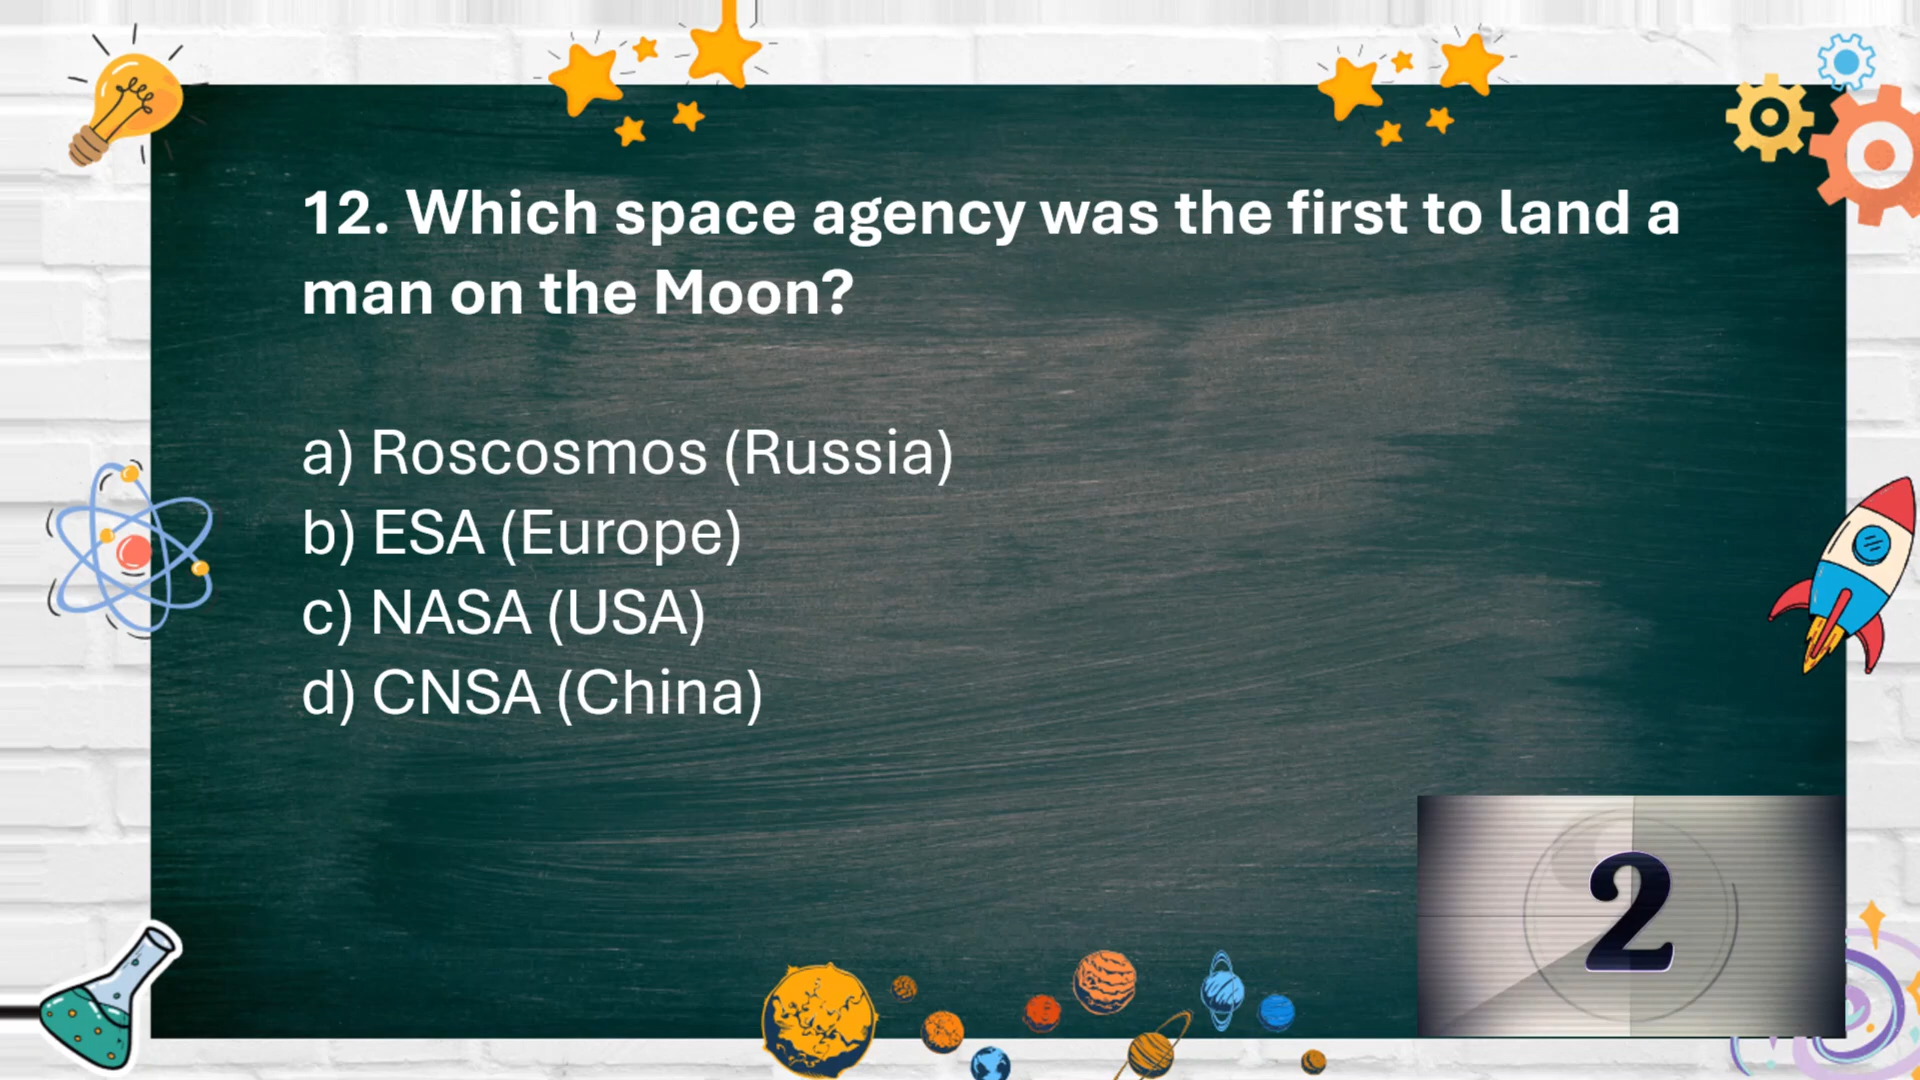 12. Which space agency was the first to land a
man on the Moon?
a) Roscosmos (Russia)
b) ESA (Europe)
c) NASA (USA)
d) CNSA (China)
2